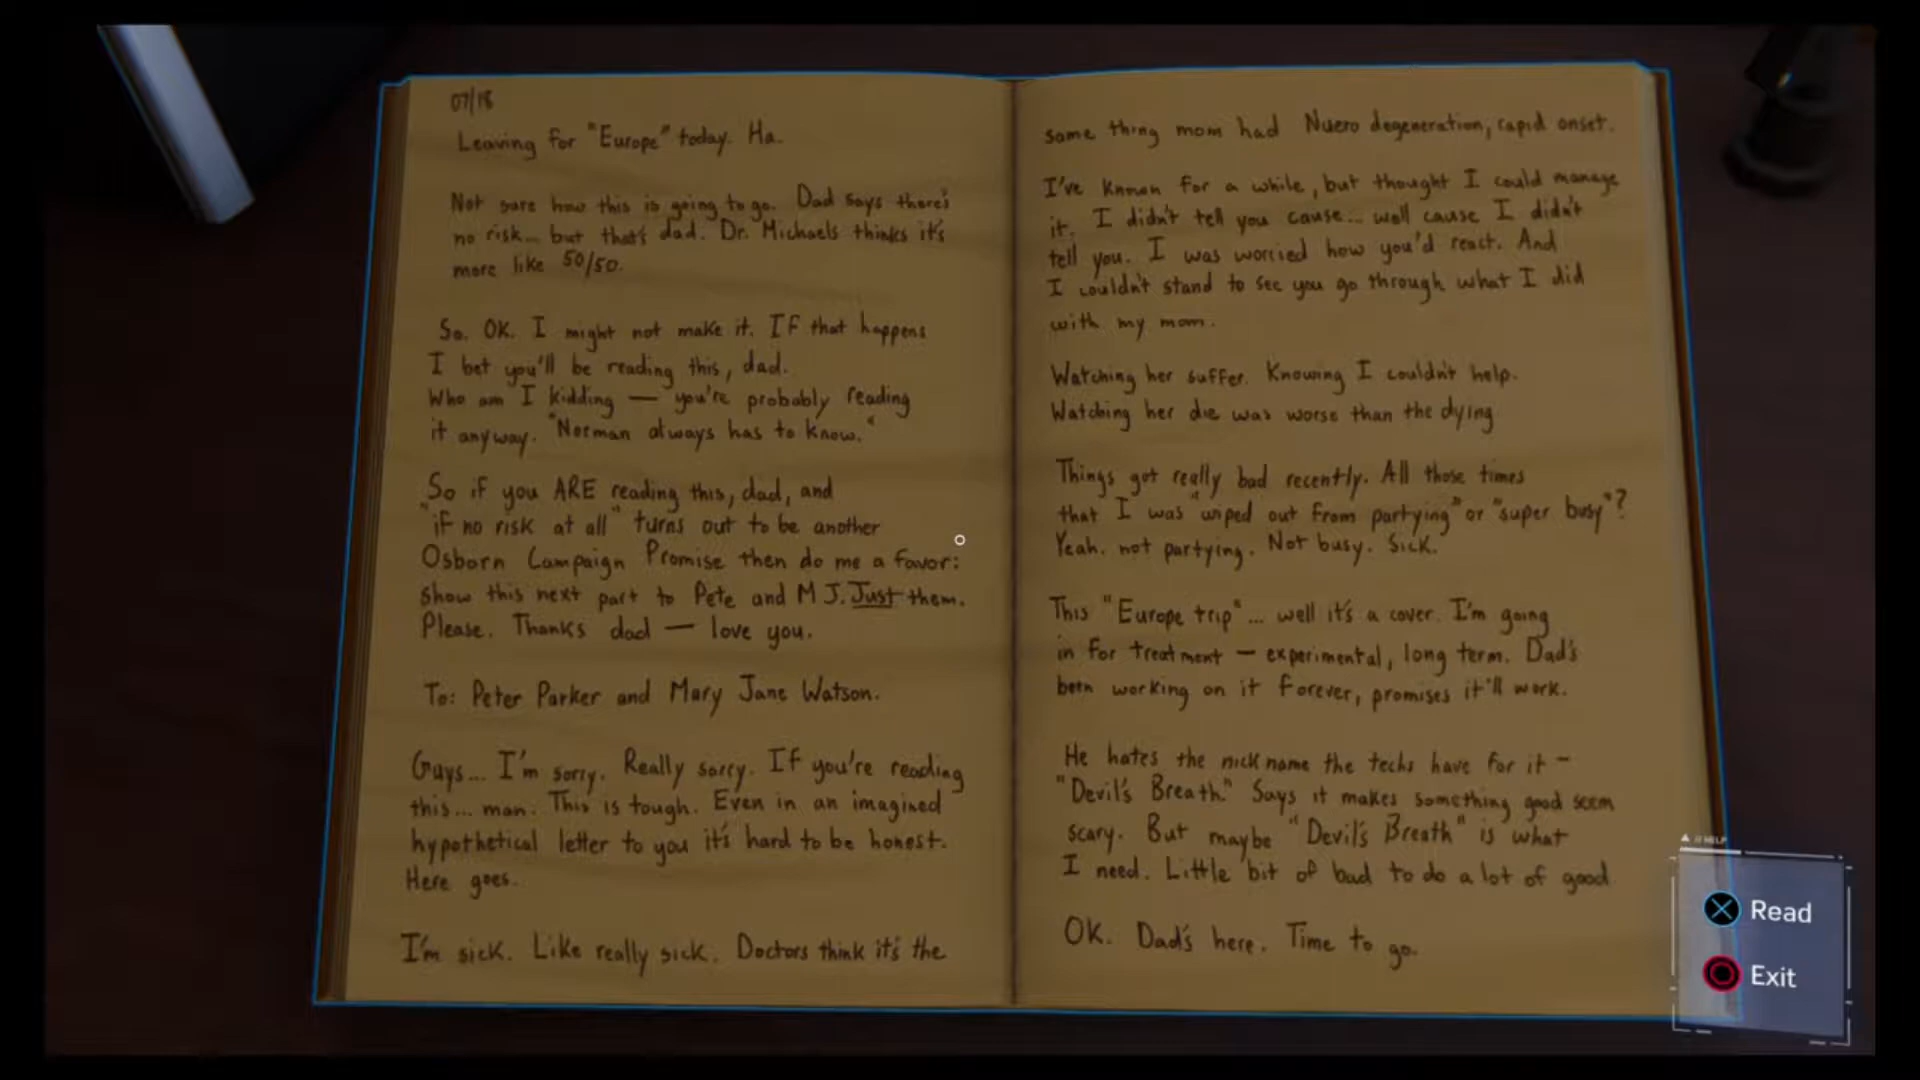 07/18
Leaving for "Europe" today. Ha.
Not sure how this is going to go. Dad says there's
no risk... but that's dad. Dr. Michaels thinks it's
more like 50/50.
So. OK. I might not make it. If that happens
I bet you'll be reading this, dad.
Who am I kidding — you're probably reading
it anyway. "Norman always has to know."
So if you ARE reading this, dad, and
"if no risk at all" turns out to be another
Osborn Campaign Promise then do me a favor:
show this next part to Pete and M J. Just them.
Please. Thanks dad — love you.
To: Peter Parker and Mary Jane Watson.
Guys... I'm sorry. Really sorry. If you're reading
this... man. This is tough. Even in an imagined
hypothetical letter to you it's hard to be honest.
Here goes.
I'm sick. Like really sick. Doctors think it's the
same thing mom had Nuero degeneration, rapid onset.
I've known for a while, but thought I could manage
it. I didn't tell you cause... well cause I didn't
tell you. I was worried how you'd react. And
I couldn't stand to see you go through what I did
with my mom.
Watching her suffer. Knowing I couldn't help.
Watching her die was worse than the dying
Things got really bad recently. All those times
that I was "wiped out from partying" or "super busy"?
Yeah. not partying. Not busy. Sick.
This "Europe trip"... well it's a cover. I'm going
in for treatment — experimental, long term. Dad's
been working on it forever, promises it'll work.
He hates the nickname the techs have for it -
"Devil's Breath." Says it makes something good seem
scary. But maybe "Devil's Breath" is what
I need. Little bit of bad to do a lot of good
OK. Dad's here. Time to go.
// HELP
Read
Exit